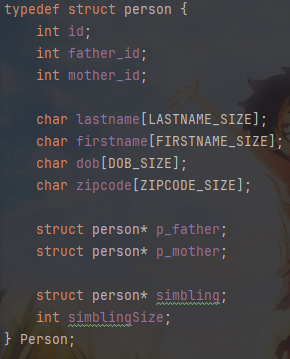 typedef struct person {
    int id;
    int father_id;
    int mother_id;

    char lastname[LASTNAME_SIZE];
    char firstname[FIRSTNAME_SIZE];
    char dob[DOB_SIZE];
    char zipcode[ZIPCODE_SIZE];

    struct person* p_father;
    struct person* p_mother;

    struct person* simbling;
    int simblingSize;
} Person;